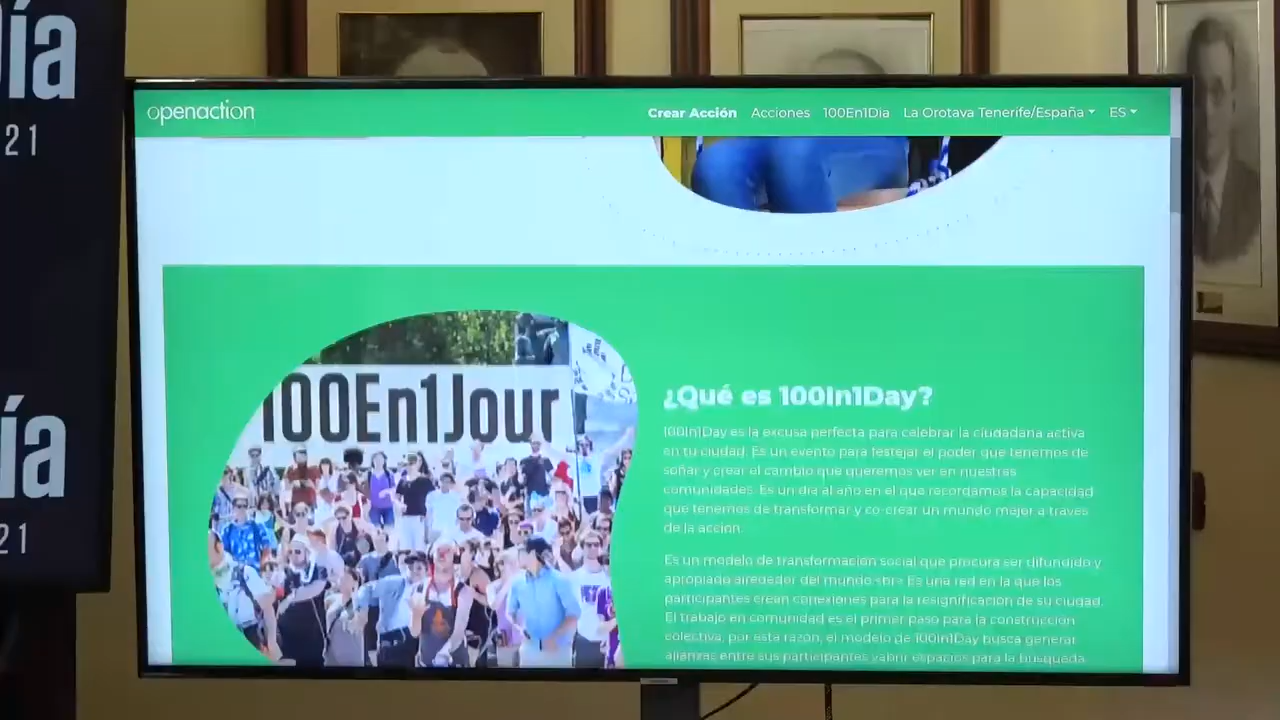 Día
21
Día
21
openaction
Crear Acción Acciones 100En1Día La Orotava Tenerife/España ES
100En1Jour
¿Qué es 100In1Day?
100In1Day es la excusa perfecta para celebrar la ciudadana activa
en tu ciudad. Es un evento para festejar el poder que tenemos de
soñar y crear el cambio que queremos ver en nuestras
comunidades. Es un día al año en el que recordamos la capacidad
que tenemos de transformar y co-crear un mundo mejor a través
de la acción.
Es un modelo de transformación social que procura ser difundido y
apropiado alrededor del mundo <br> Es una red en la que los
participantes crean conexiones para la resignificación de su ciudad.
El trabajo en comunidad es el primer paso para la construcción
colectiva, por esta razón, el modelo de 100In1Day busca generar
alianzas entre sus participantes y abrir espacios para la búsqueda